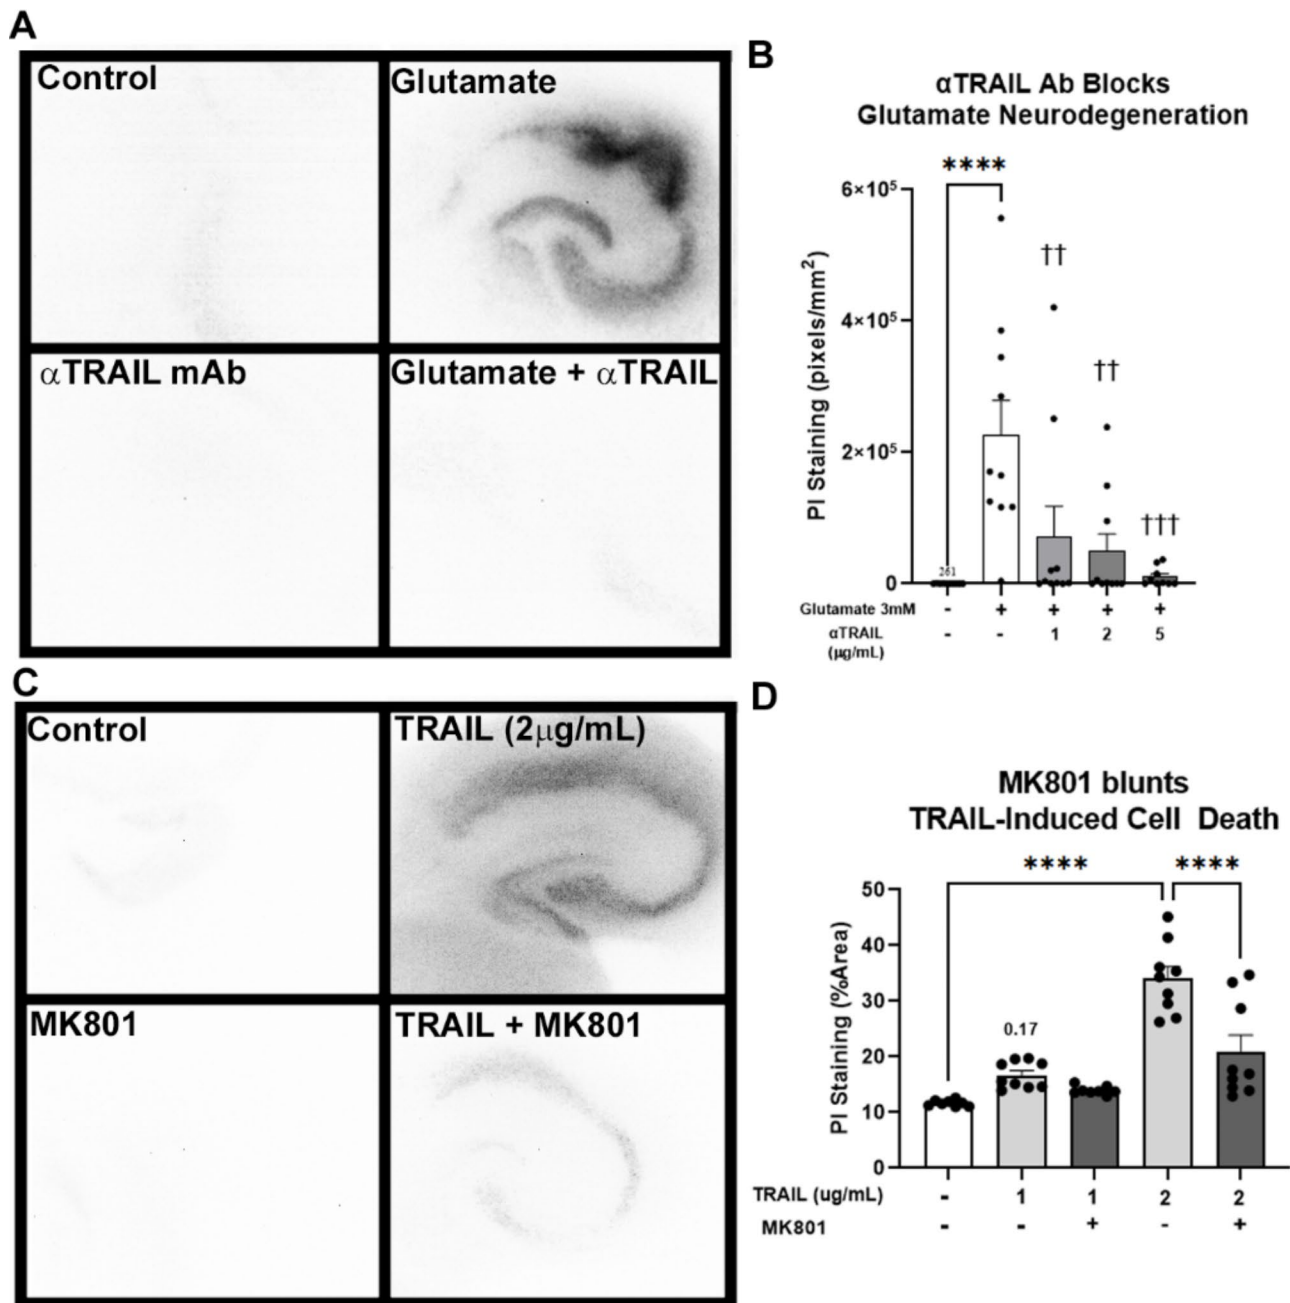 A
Control
Glutamate
αTRAIL mAb
Glutamate + αTRAIL
B
αTRAIL Ab Blocks
Glutamate Neurodegeneration
****
6×10⁵
††
4×10⁵
††
2×10⁵
†††
261
0
PI Staining (pixels/mm²)
Glutamate 3mM - + + + +
αTRAIL - - 1 2 5
(µg/mL)
C
Control
TRAIL (2µg/mL)
MK801
TRAIL + MK801
D
MK801 blunts
TRAIL-Induced Cell Death
**** ****
50
40
30
0.17
20
10
0
PI Staining (%Area)
TRAIL (ug/mL) - 1 1 2 2
MK801 - - + - +